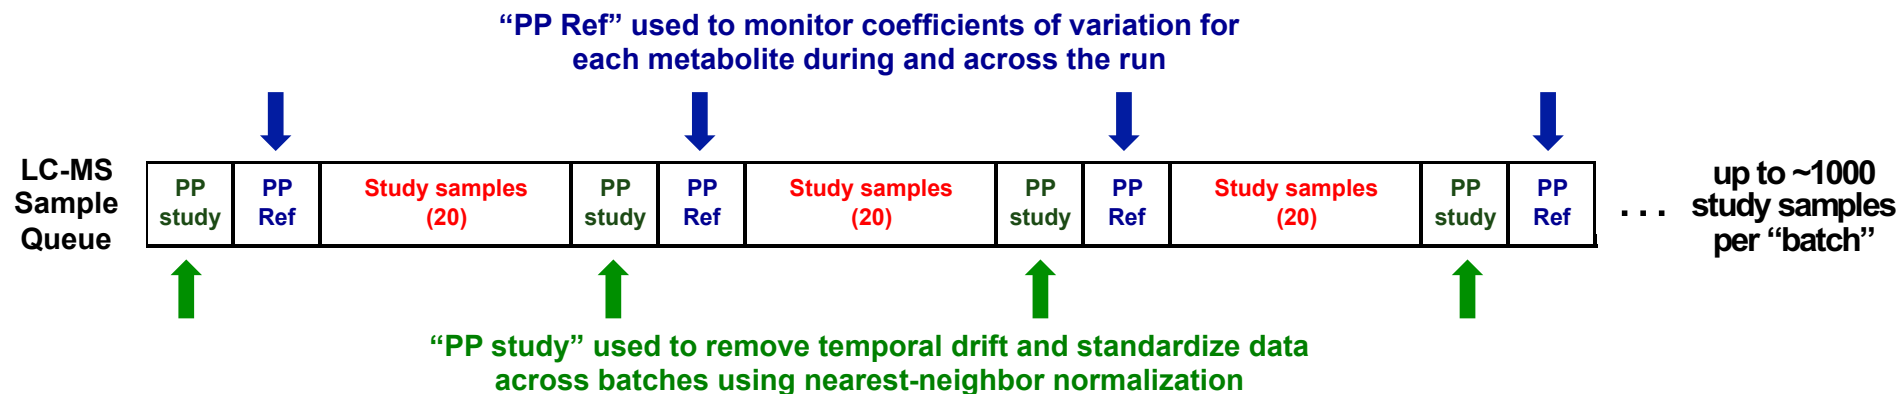 “PP Ref” used to monitor coefficients of variation for
each metabolite during and across the run
LC-MS
Sample
Queue
PP
study
PP
Ref
Study samples
(20)
PP
study
PP
Ref
Study samples
(20)
PP
study
PP
Ref
Study samples
(20)
PP
study
PP
Ref
. . .
up to ~1000
study samples
per “batch”
“PP study” used to remove temporal drift and standardize data
across batches using nearest-neighbor normalization